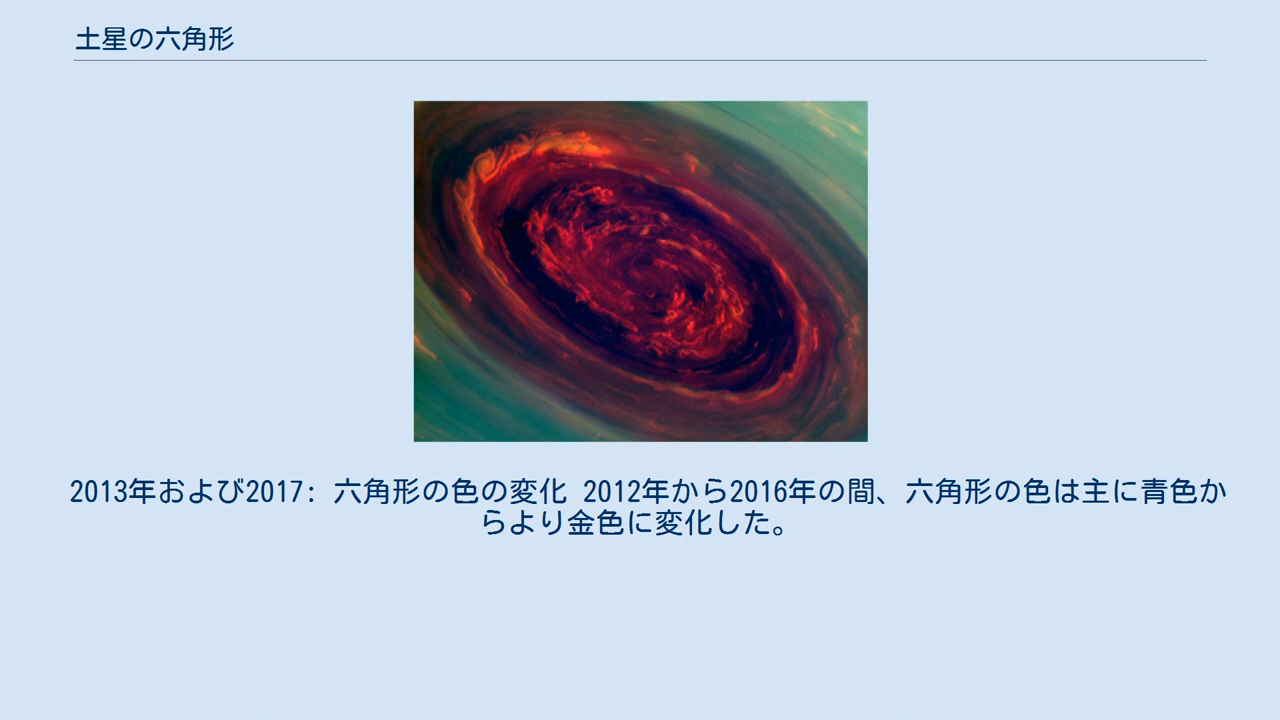 土星の六角形
2013年および2017: 六角形の色の変化 2012年から2016年の間、六角形の色は主に青色か
らより金色に変化した。